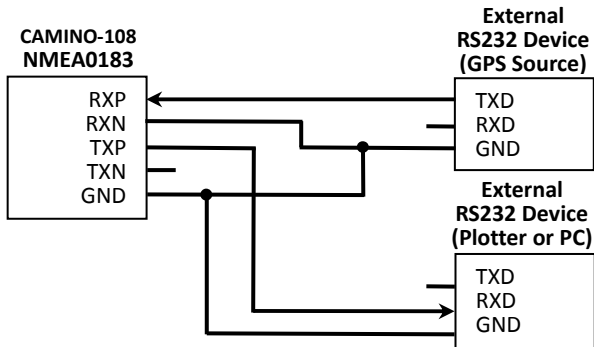 CAMINO-108
NMEA0183
RXP
RXN
TXP
TXN
GND
External
RS232 Device
(GPS Source)
TXD
RXD
GND
External
RS232 Device
(Plotter or PC)
TXD
RXD
GND